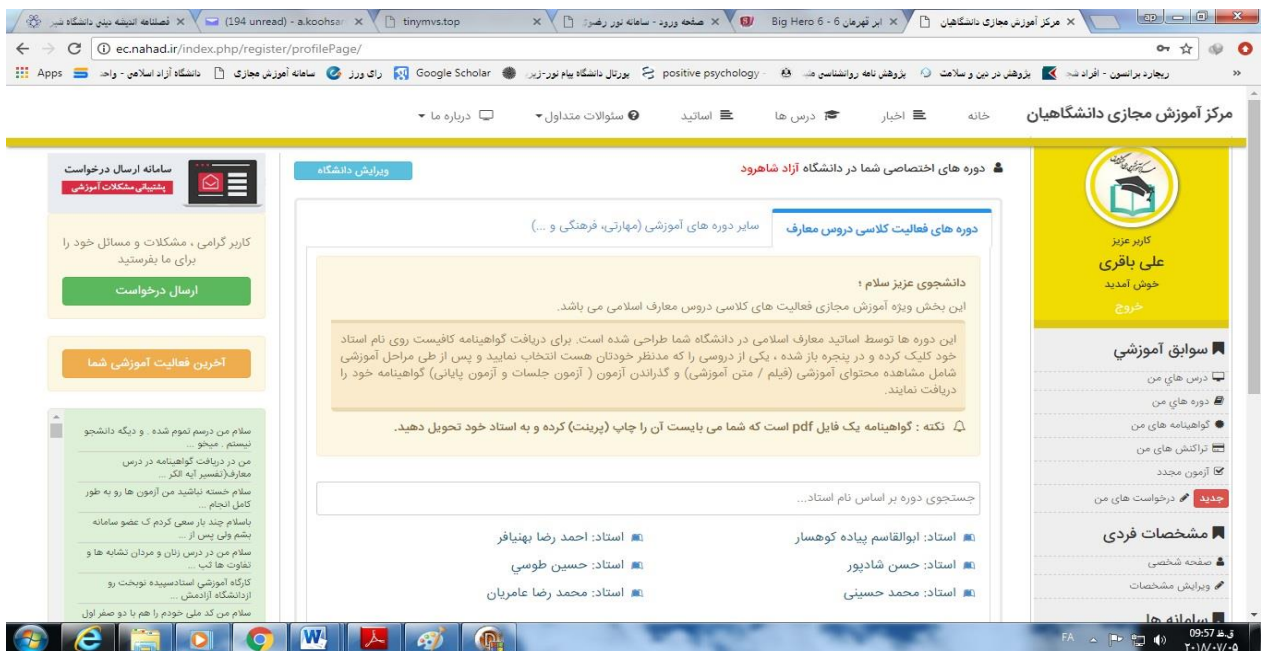 فصلنامه اندیشه دینی دانشگاه شیر
(194 unread) - a.koohsar
tinymvs.top
صفحه ورود - سامانه نور رضوی
Big Hero 6 - 6 ابر قهرمان
مرکز آموزش مجازی دانشگاهیان
ap
ec.nahad.ir/index.php/register/profilePage/
Apps
دانشگاه آزاد اسلامی - واحد
سامانه آموزش مجازی
رای ورز
Google Scholar
پورتال دانشگاه پیام نور-زیر
positive psychology -
پژوهش نامه روانشناسی مث
پژوهش در دین و سلامت
ریچارد برانسون - افراد شد
مرکز آموزش مجازی دانشگاهیان
خانه
اخبار
درس ها
اساتید
سئوالات متداول
درباره ما
کاربر عزیز
علی باقری
خوش آمدید
خروج
سوابق آموزشي
درس هاي من
دوره هاي من
گواهینامه های من
تراکنش های من
آزمون مجدد
جدید درخواست های من
مشخصات فردی
صفحه شخصی
ویرایش مشخصات
سامانه ها
دوره های اختصاصی شما در دانشگاه آزاد شاهرود
ویرایش دانشگاه
دوره های فعالیت کلاسی دروس معارف
سایر دوره های آموزشی (مهارتی، فرهنگی و ...)
دانشجوی عزیز سلام ؛
این بخش ویژه آموزش مجازی فعالیت های کلاسی دروس معارف اسلامی می باشد.
این دوره ها توسط اساتید معارف اسلامی در دانشگاه شما طراحی شده است. برای دریافت گواهینامه کافیست روی نام استاد
خود کلیک کرده و در پنجره باز شده ، یکی از دروسی را که مدنظر خودتان هست انتخاب نمایید و پس از طی مراحل آموزشی
شامل مشاهده محتوای آموزشی (فیلم / متن آموزشی) و گذراندن آزمون ( آزمون جلسات و آزمون پایانی) گواهینامه خود را
دریافت نمایند.
نکته : گواهینامه یک فایل pdf است که شما می بایست آن را چاپ (پرینت) کرده و به استاد خود تحویل دهید.
جستجوی دوره بر اساس نام استاد...
استاد: ابوالقاسم پیاده کوهسار
استاد: احمد رضا بهنیافر
استاد: حسن شادپور
استاد: حسین طوسي
استاد: محمد حسینی
استاد: محمد رضا عامریان
سامانه ارسال درخواست
پشتیبانی مشکلات آموزشی
کاربر گرامی ، مشکلات و مسائل خود را
برای ما بفرستید
ارسال درخواست
آخرین فعالیت آموزشی شما
سلام من درسم تموم شده . و دیگه دانشجو
نیستم . میخو ...
من در دریافت گواهینامه در درس
معارف(تفسیر آیه الکر ...
سلام خسته نباشید من آزمون ها رو به طور
کامل انجام ...
باسلام چند بار سعی کردم ک عضو سامانه
بشم ولی پس از ...
سلام من در درس زنان و مردان تشابه ها و
تفاوت ها ثب ...
کارگاه آموزشی استادسپیده نوبخت رو
ازدانشگاه آزادمش ...
سلام من کد ملی خودم را هم با دو صفر اول
FA
09:57 ق.ظ
۲۰۱۸/۰۷/۰۵